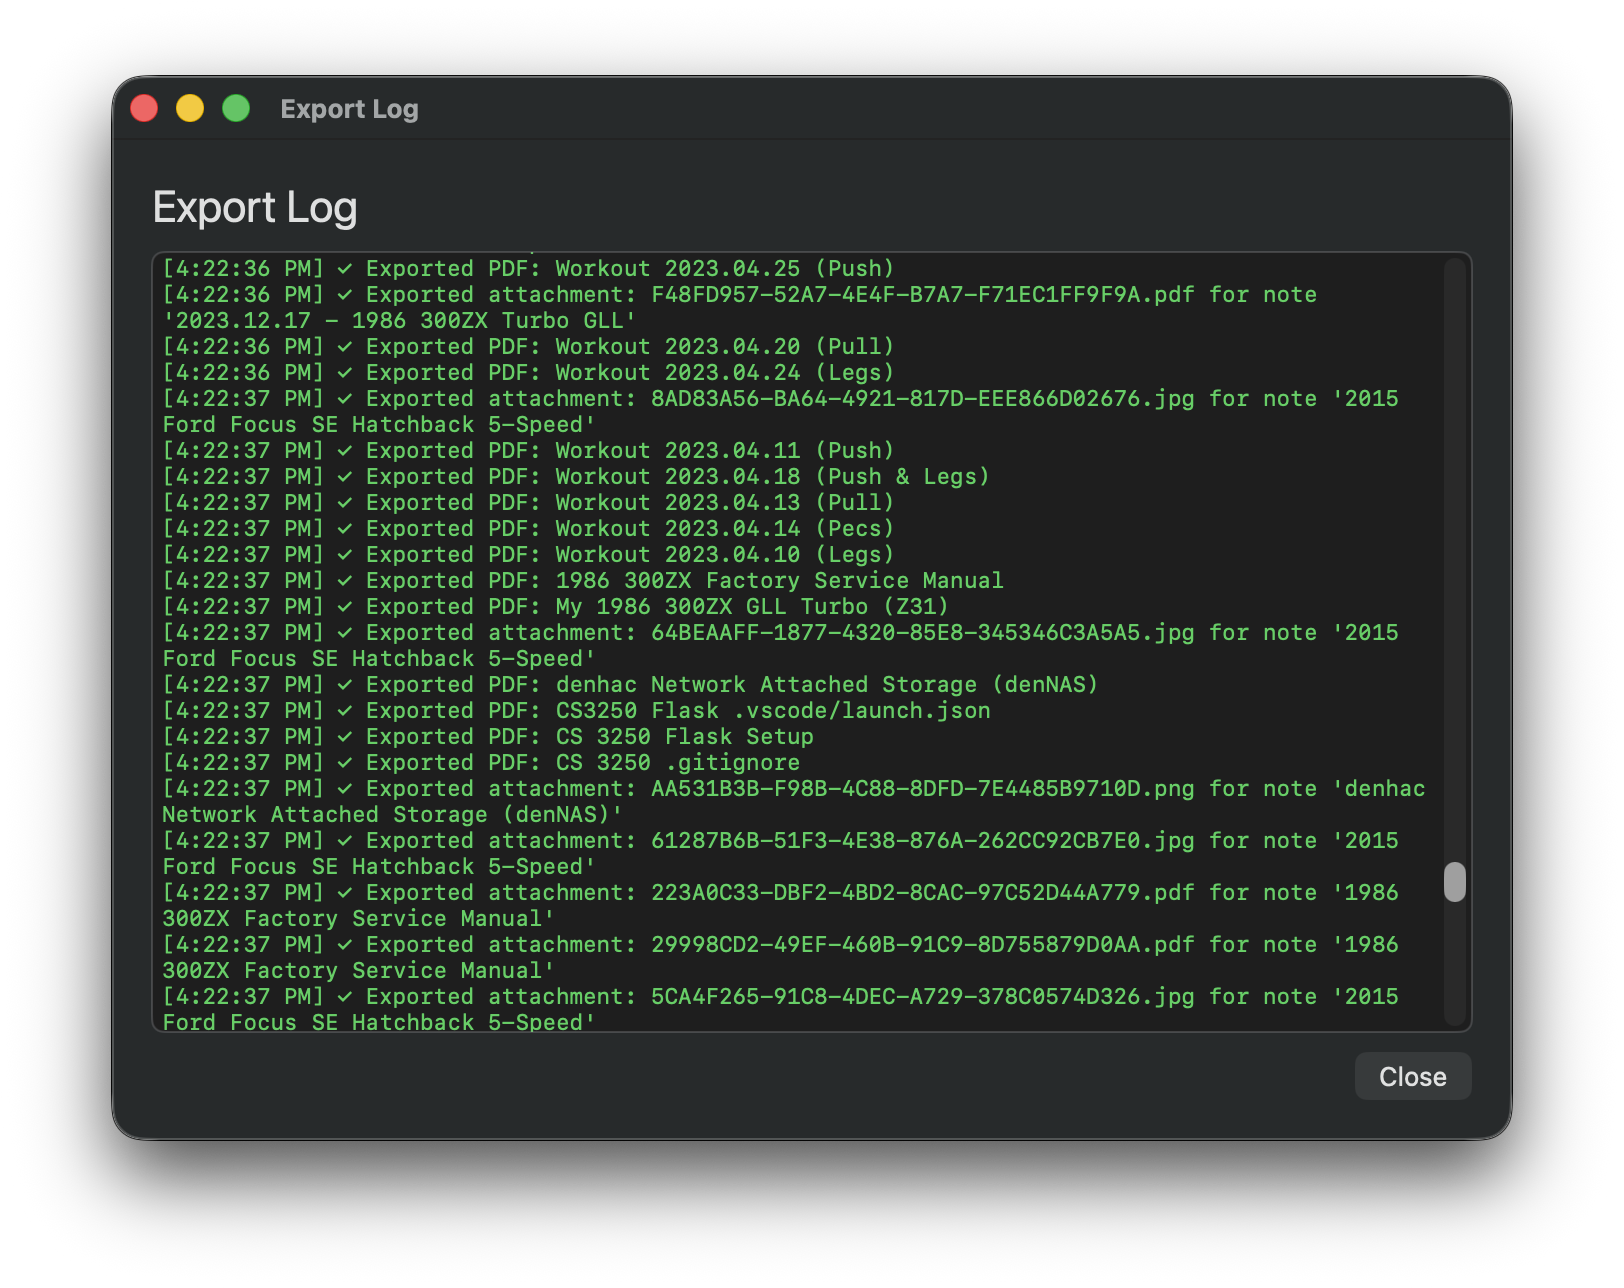 Export Log
Export Log
[4:22:36 PM] ✓ Exported PDF: Workout 2023.04.25 (Push)
[4:22:36 PM] ✓ Exported attachment: F48FD957-52A7-4E4F-B7A7-F71EC1FF9F9A.pdf for note
'2023.12.17 – 1986 300ZX Turbo GLL'
[4:22:36 PM] ✓ Exported PDF: Workout 2023.04.20 (Pull)
[4:22:36 PM] ✓ Exported PDF: Workout 2023.04.24 (Legs)
[4:22:37 PM] ✓ Exported attachment: 8AD83A56-BA64-4921-817D-EEE866D02676.jpg for note '2015
Ford Focus SE Hatchback 5-Speed'
[4:22:37 PM] ✓ Exported PDF: Workout 2023.04.11 (Push)
[4:22:37 PM] ✓ Exported PDF: Workout 2023.04.18 (Push & Legs)
[4:22:37 PM] ✓ Exported PDF: Workout 2023.04.13 (Pull)
[4:22:37 PM] ✓ Exported PDF: Workout 2023.04.14 (Pecs)
[4:22:37 PM] ✓ Exported PDF: Workout 2023.04.10 (Legs)
[4:22:37 PM] ✓ Exported PDF: 1986 300ZX Factory Service Manual
[4:22:37 PM] ✓ Exported PDF: My 1986 300ZX GLL Turbo (Z31)
[4:22:37 PM] ✓ Exported attachment: 64BEAAFF-1877-4320-85E8-345346C3A5A5.jpg for note '2015
Ford Focus SE Hatchback 5-Speed'
[4:22:37 PM] ✓ Exported PDF: denhac Network Attached Storage (denNAS)
[4:22:37 PM] ✓ Exported PDF: CS3250 Flask .vscode/launch.json
[4:22:37 PM] ✓ Exported PDF: CS 3250 Flask Setup
[4:22:37 PM] ✓ Exported PDF: CS 3250 .gitignore
[4:22:37 PM] ✓ Exported attachment: AA531B3B-F98B-4C88-8DFD-7E4485B9710D.png for note 'denhac
Network Attached Storage (denNAS)'
[4:22:37 PM] ✓ Exported attachment: 61287B6B-51F3-4E38-876A-262CC92CB7E0.jpg for note '2015
Ford Focus SE Hatchback 5-Speed'
[4:22:37 PM] ✓ Exported attachment: 223A0C33-DBF2-4BD2-8CAC-97C52D44A779.pdf for note '1986
300ZX Factory Service Manual'
[4:22:37 PM] ✓ Exported attachment: 29998CD2-49EF-460B-91C9-8D755879D0AA.pdf for note '1986
300ZX Factory Service Manual'
[4:22:37 PM] ✓ Exported attachment: 5CA4F265-91C8-4DEC-A729-378C0574D326.jpg for note '2015
Ford Focus SE Hatchback 5-Speed'
Close